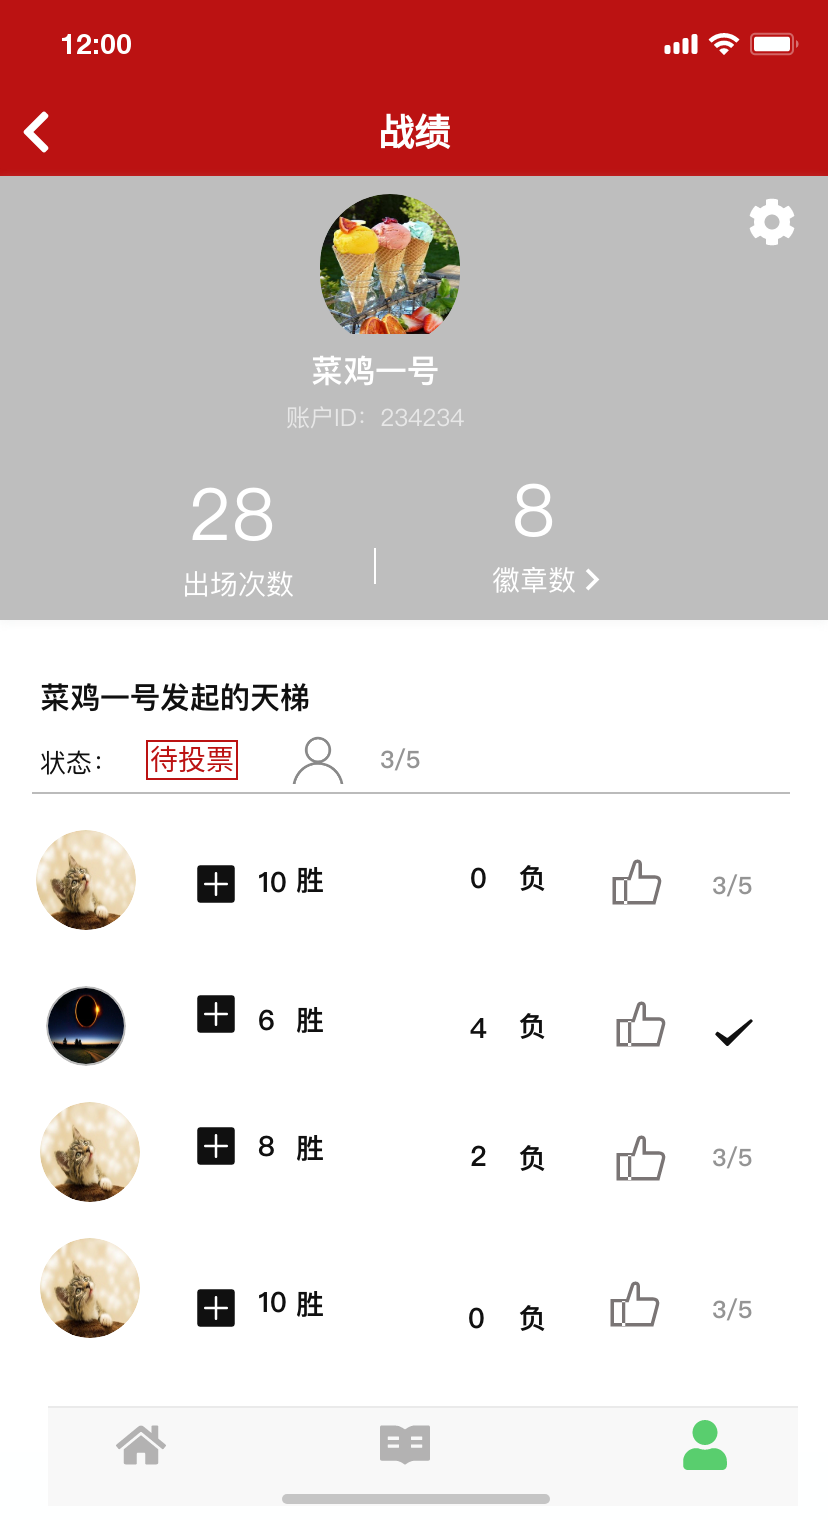 12:00
战绩
菜鸡一号
账户ID：234234
28 8
出场次数 徽章数
菜鸡一号发起的天梯
状态： 待投票 3/5
10 胜 0 负 3/5
6 胜 4 负
8 胜 2 负 3/5
10 胜 0 负 3/5